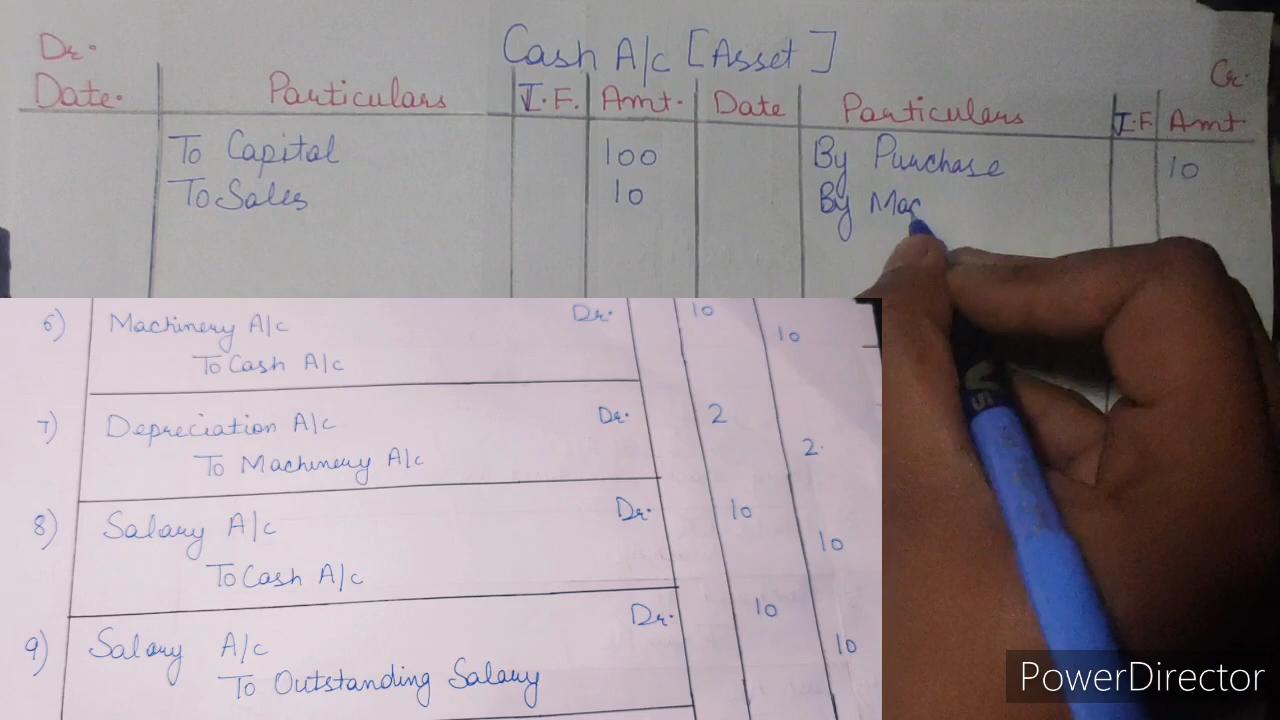 Cash A/c [Asset]
Dr. Cr.
Date. Particulars I.F. Amt. Date Particulars I.F. Amt
To Capital 100 By Purchase 10
To Sales 10 By Mac
6) Machinery A/c Dr. 10
To Cash A/c 10
7) Depreciation A/c Dr. 2
To Machinery A/c 2.
8) Salary A/c Dr. 10
To Cash A/c 10
9) Salary A/c Dr. 10
To Outstanding Salary 10
PowerDirector